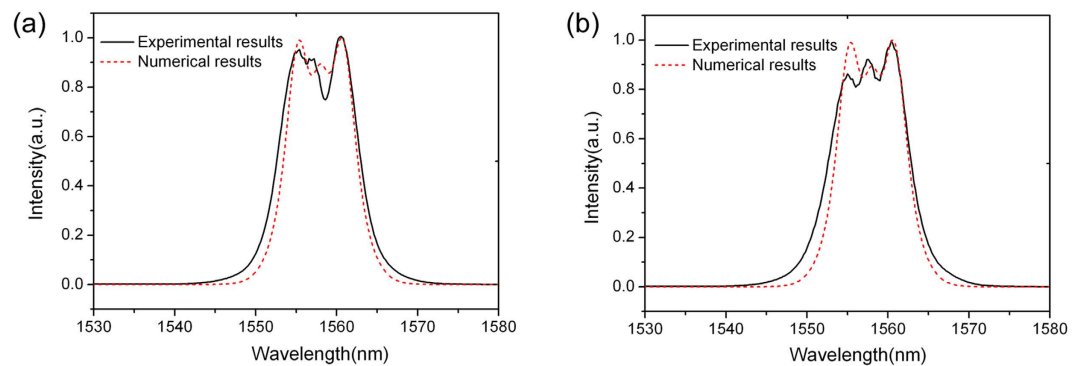 (a)
Experimental results
Numerical results
Intensity(a.u.)
1.0
0.8
0.6
0.4
0.2
0.0
1530 1540 1550 1560 1570 1580
Wavelength(nm)
(b)
Experimental results
Numerical results
Intensity(a.u.)
1.0
0.8
0.6
0.4
0.2
0.0
1530 1540 1550 1560 1570 1580
Wavelength(nm)